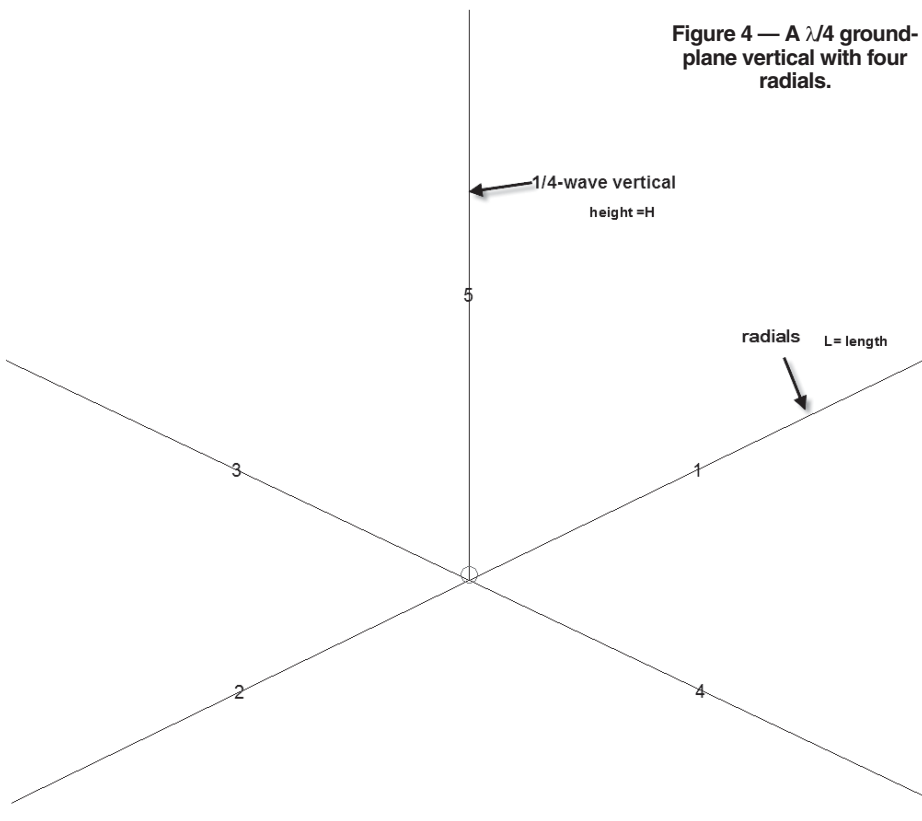 Figure 4 — A λ/4 ground-
plane vertical with four
radials.
1/4-wave vertical
height =H
5
radials L= length
3
1
2
4